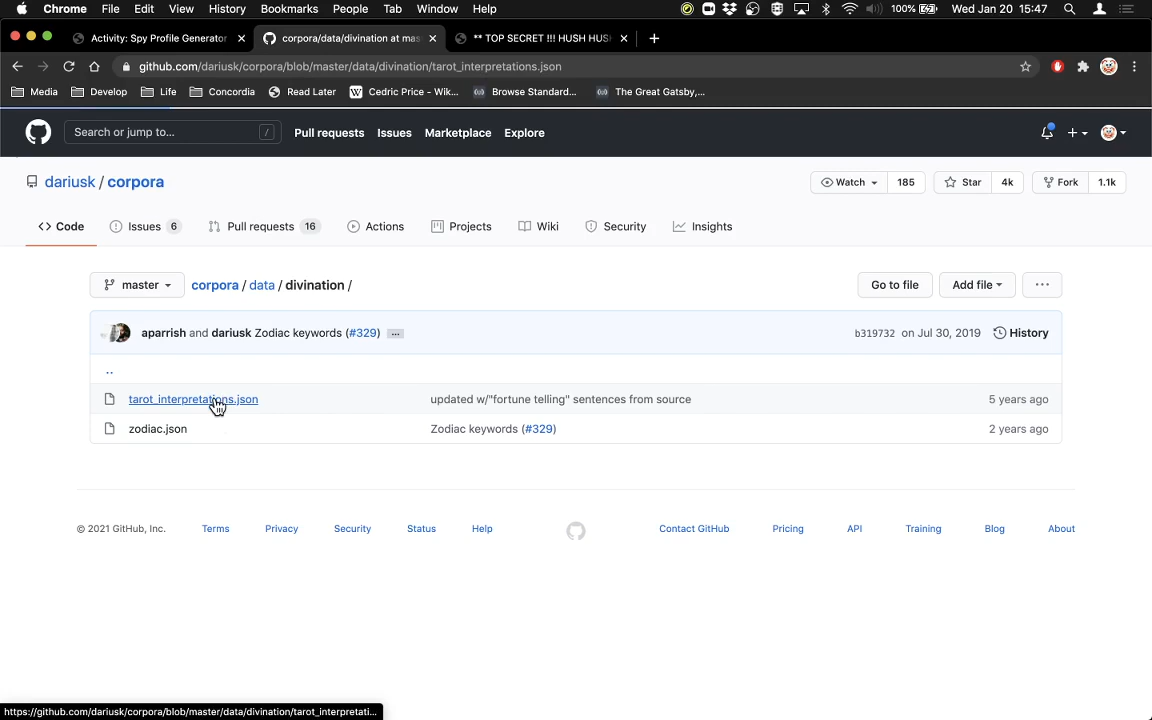 Chrome File Edit View History Bookmarks People Tab Window Help 100% Wed Jan 20 15:47
Activity: Spy Profile Generator corpora/data/division at mas ** TOP SECRET !!! HUSH HUS
github.com/dariusk/corpora/blob/master/data/divination/tarot_interpretations.json
Media Develop Life Concordia Read Later Cedric Price - Wik... Browse Standard... The Great Gatsby,...
Search or jump to... / Pull requests Issues Marketplace Explore
dariusk / corpora Watch 185 Star 4k Fork 1.1k
Code Issues 6 Pull requests 16 Actions Projects Wiki Security Insights
master corpora / data / divination / Go to file Add file ...
aparrish and dariusk Zodiac keywords (#329) ... b319732 on Jul 30, 2019 History
..
tarot_interpretations.json updated w/"fortune telling" sentences from source 5 years ago
zodiac.json Zodiac keywords (#329) 2 years ago
© 2021 GitHub, Inc. Terms Privacy Security Status Help Contact GitHub Pricing API Training Blog About
https://github.com/dariusk/corpora/blob/master/data/divination/tarot_interpretati...